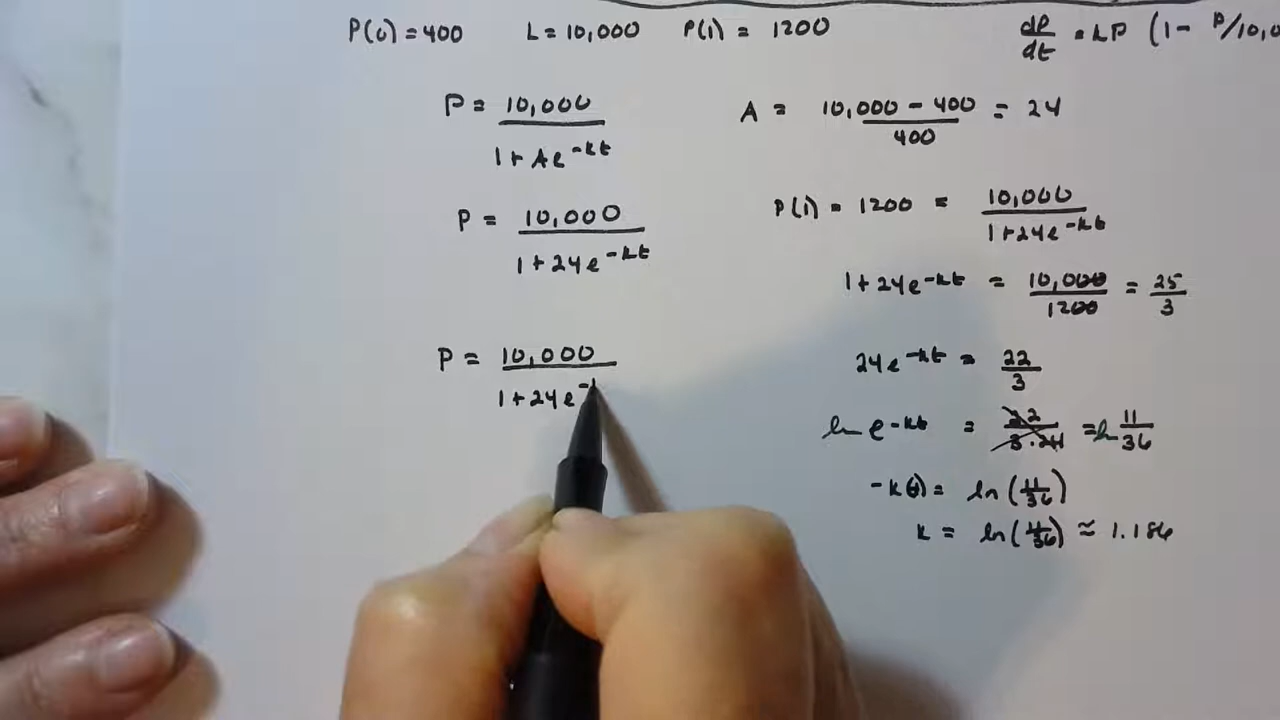 P(0) = 400 L = 10,000 P(1) = 1200 dP/dt = kP (1 - P/10,0
P = 10,000 / 1 + Ae^-kt
A = 10,000 - 400 / 400 = 24
P = 10,000 / 1 + 24e^-kt
P(1) = 1200 = 10,000 / 1 + 24e^-kt
1 + 24e^-kt = 10,000 / 1200 = 25/3
P = 10,000 / 1 + 24e^-1
24e^-kt = 22/3
ln e^-kt = 22 / 3·24 = ln 11/36
-k(1) = ln(11/36)
k = ln(11/36) ≈ 1.186